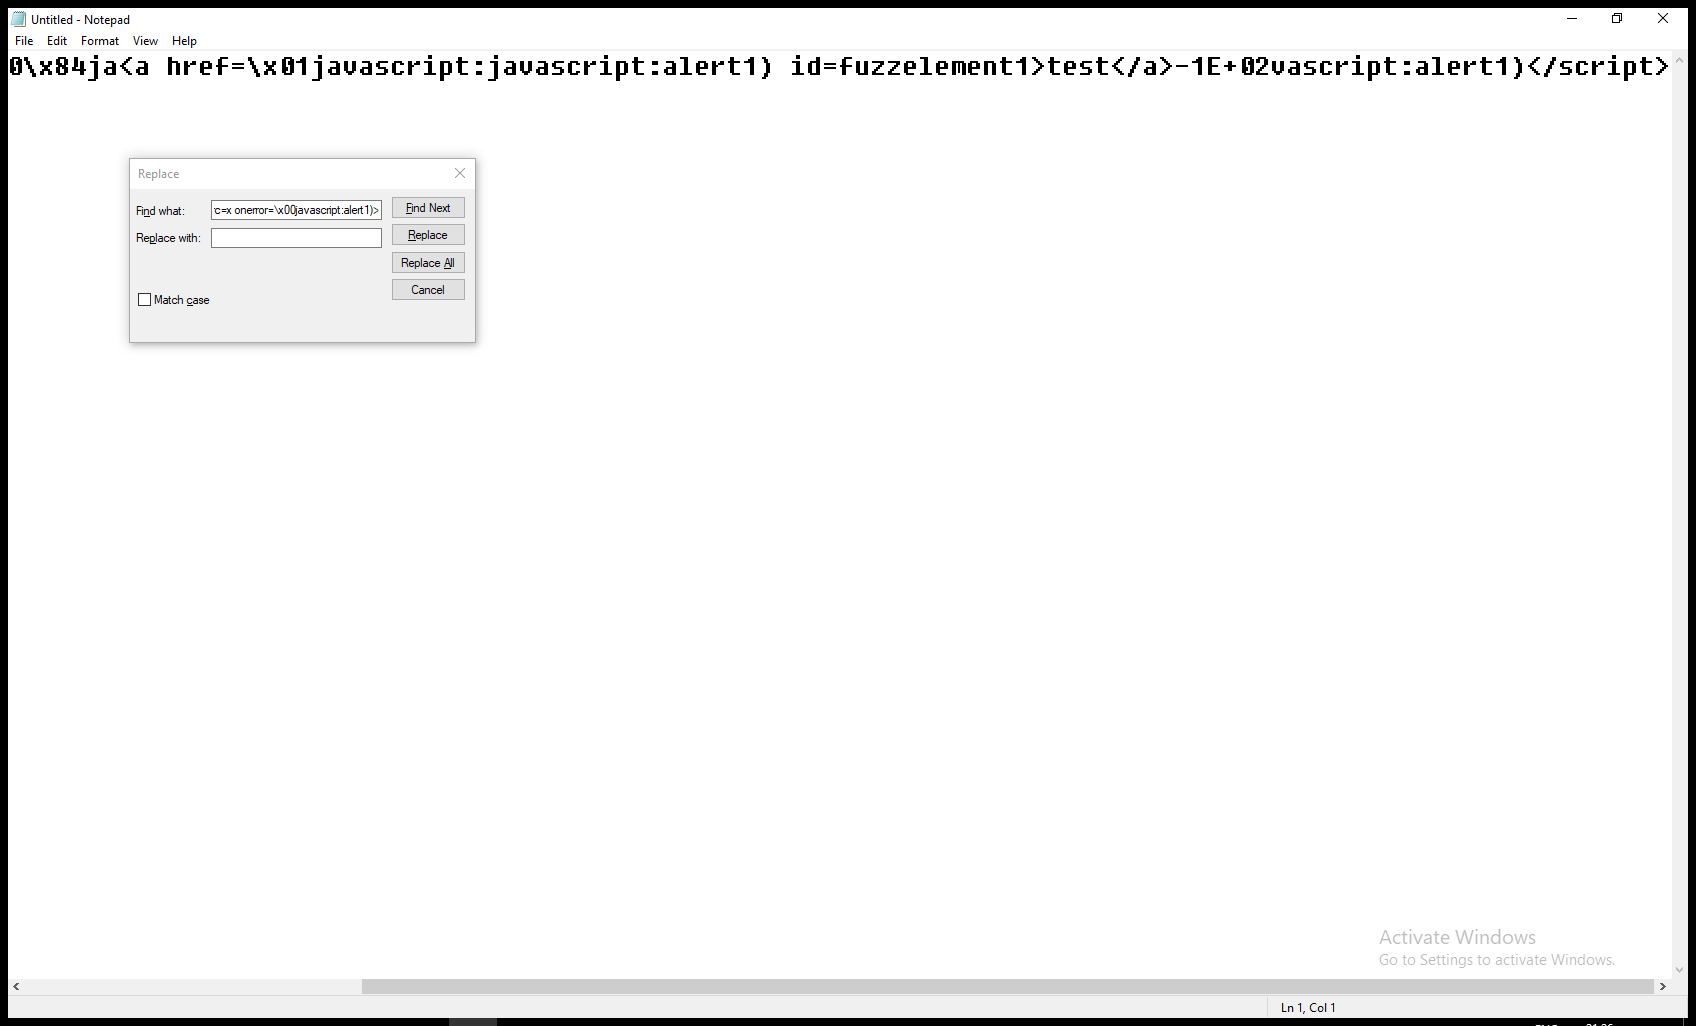 Untitled - Notepad
File Edit Format View Help
0\x84ja<a href=\x01javascript:javascript:alert1) id=fuzzelement1>test</a>-1E+02vascript:alert1)</script>
Replace
Find what: c=x onerror=\x00javascript:alert1)> Find Next
Replace with: Replace
Replace All
Cancel
Match case
Activate Windows
Go to Settings to activate Windows.
Ln 1, Col 1